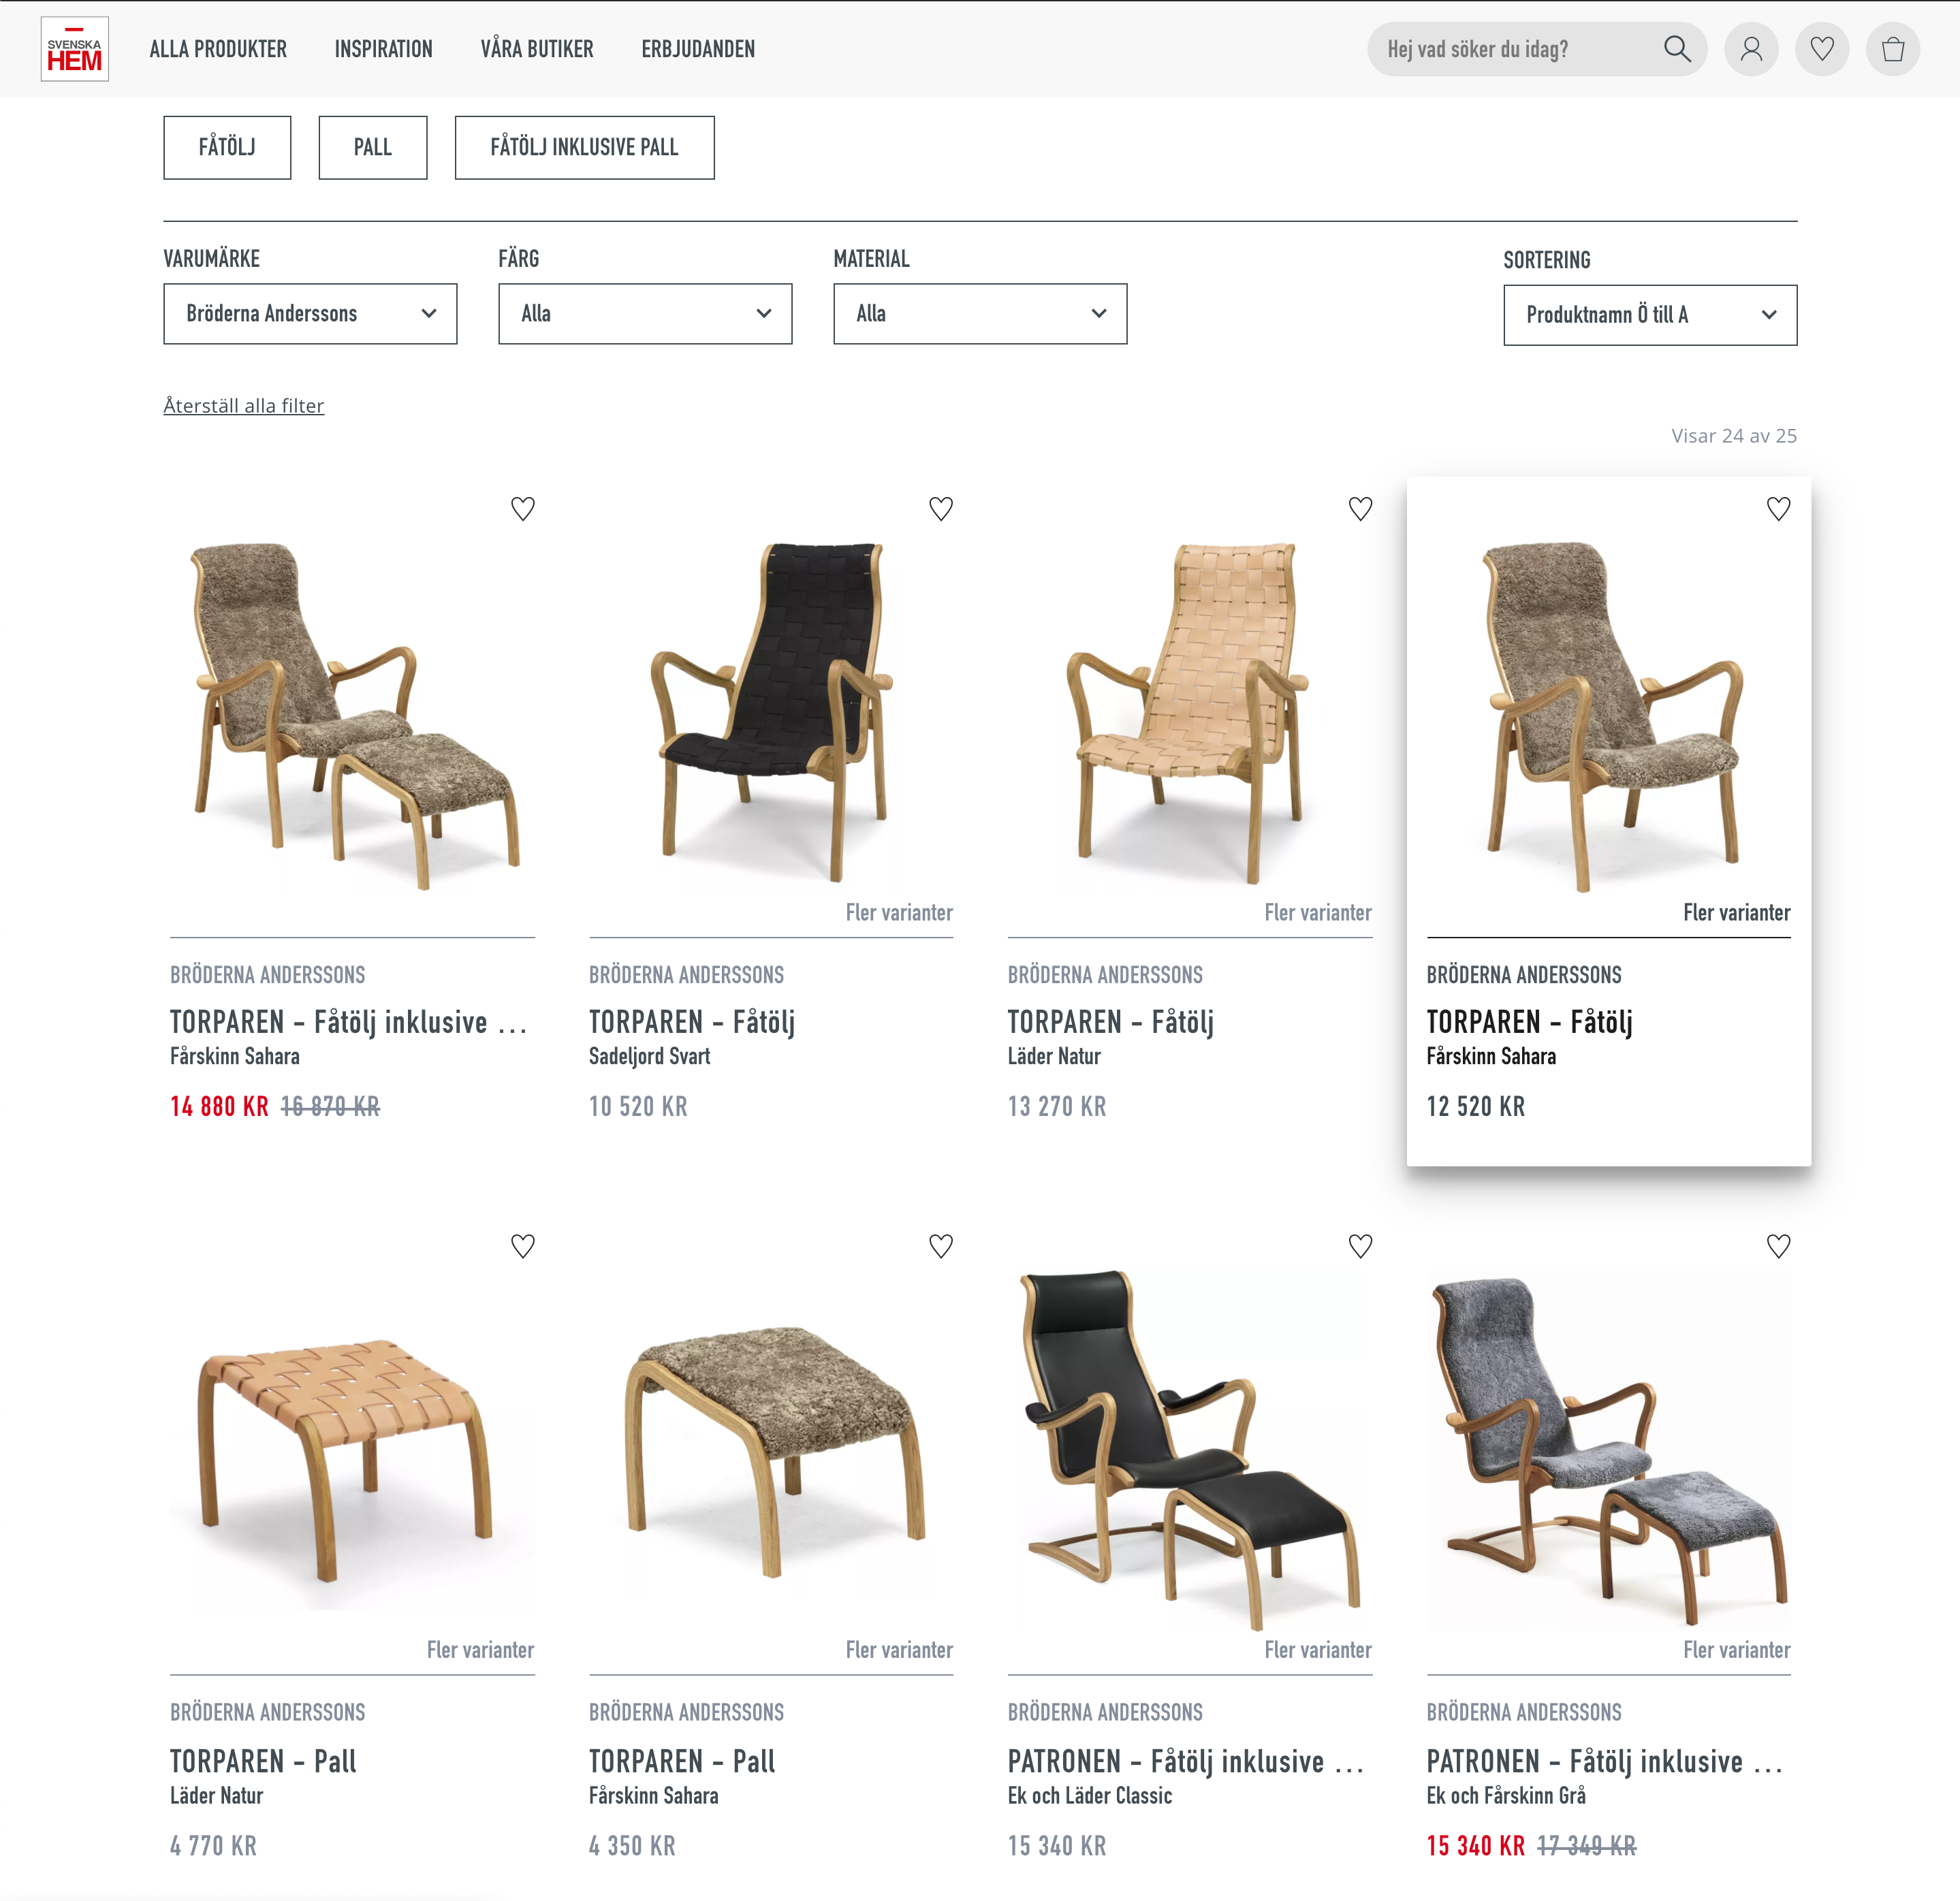 SVENSKA
HEM
ALLA PRODUKTER
INSPIRATION
VÅRA BUTIKER
ERBJUDANDEN
Hej vad söker du idag?
FÅTÖLJ
PALL
FÅTÖLJ INKLUSIVE PALL
VARUMÄRKE
FÄRG
MATERIAL
SORTERING
Bröderna Anderssons
Alla
Alla
Produktnamn Ö till A
Återställ alla filter
Visar 24 av 25
BRÖDERNA ANDERSSONS
TORPAREN - Fåtölj inklusive ...
Fårskinn Sahara
14 880 KR 16 870 KR
Fler varianter
BRÖDERNA ANDERSSONS
TORPAREN - Fåtölj
Sadeljord Svart
10 520 KR
Fler varianter
BRÖDERNA ANDERSSONS
TORPAREN - Fåtölj
Läder Natur
13 270 KR
Fler varianter
BRÖDERNA ANDERSSONS
TORPAREN - Fåtölj
Fårskinn Sahara
12 520 KR
Fler varianter
BRÖDERNA ANDERSSONS
TORPAREN - Pall
Läder Natur
4 770 KR
Fler varianter
BRÖDERNA ANDERSSONS
TORPAREN - Pall
Fårskinn Sahara
4 350 KR
Fler varianter
BRÖDERNA ANDERSSONS
PATRONEN - Fåtölj inklusive ...
Ek och Läder Classic
15 340 KR
Fler varianter
BRÖDERNA ANDERSSONS
PATRONEN - Fåtölj inklusive ...
Ek och Fårskinn Grå
15 340 KR 17 349 KR